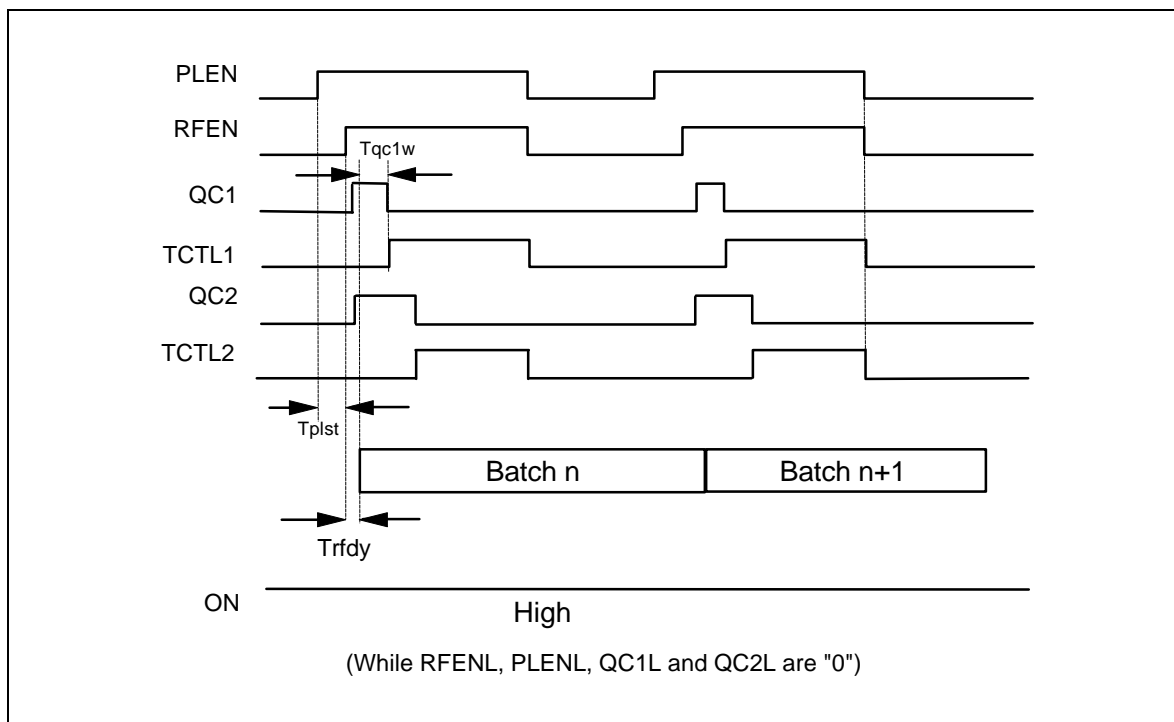 PLEN
RFEN
Tqc1w
QC1
TCTL1
QC2
TCTL2
Tplst
Batch n Batch n+1
Trfdy
ON
High
(While RFENL, PLENL, QC1L and QC2L are "0")